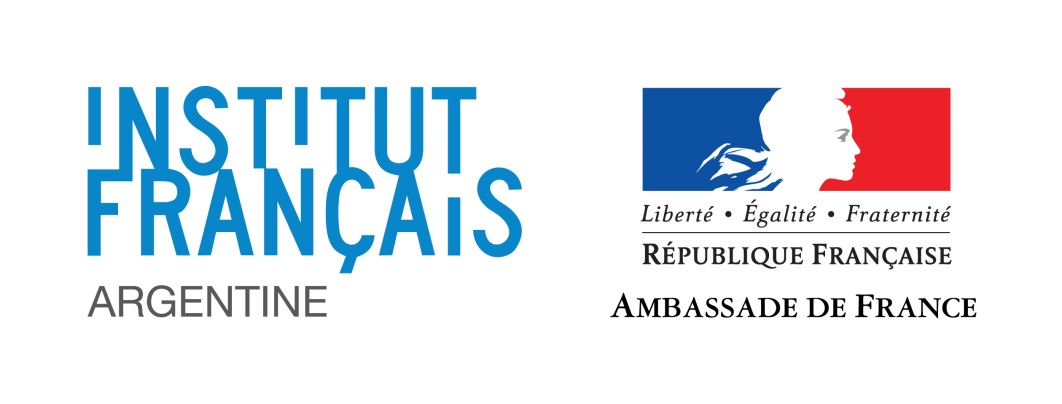 INSTITUT
FRANÇAIS
ARGENTINE
Liberté • Égalité • Fraternité
RÉPUBLIQUE FRANÇAISE
AMBASSADE DE FRANCE